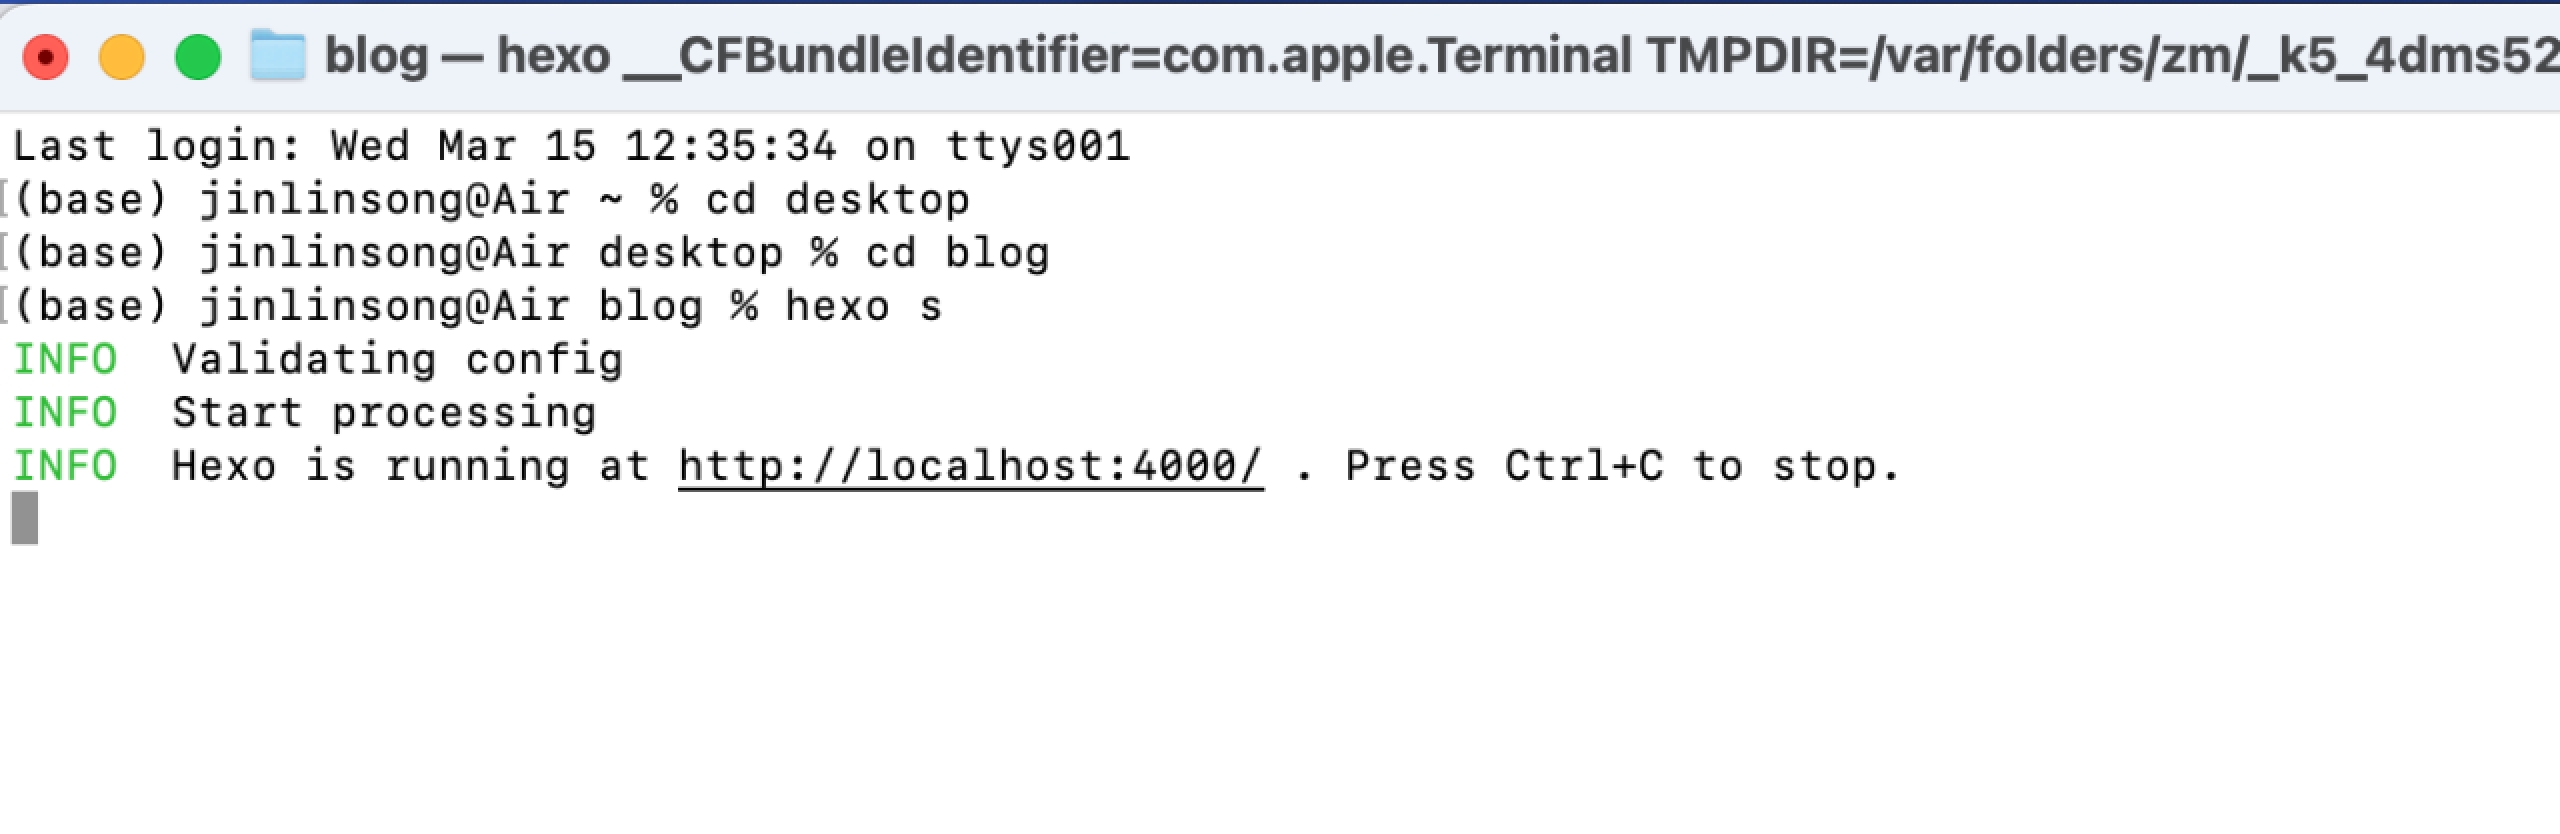 blog — hexo __CFBundleIdentifier=com.apple.Terminal TMPDIR=/var/folders/zm/_k5_4dms52
Last login: Wed Mar 15 12:35:34 on ttys001
[(base) jinlinsong@Air ~ % cd desktop
[(base) jinlinsong@Air desktop % cd blog
[(base) jinlinsong@Air blog % hexo s
INFO  Validating config
INFO  Start processing
INFO  Hexo is running at http://localhost:4000/ . Press Ctrl+C to stop.